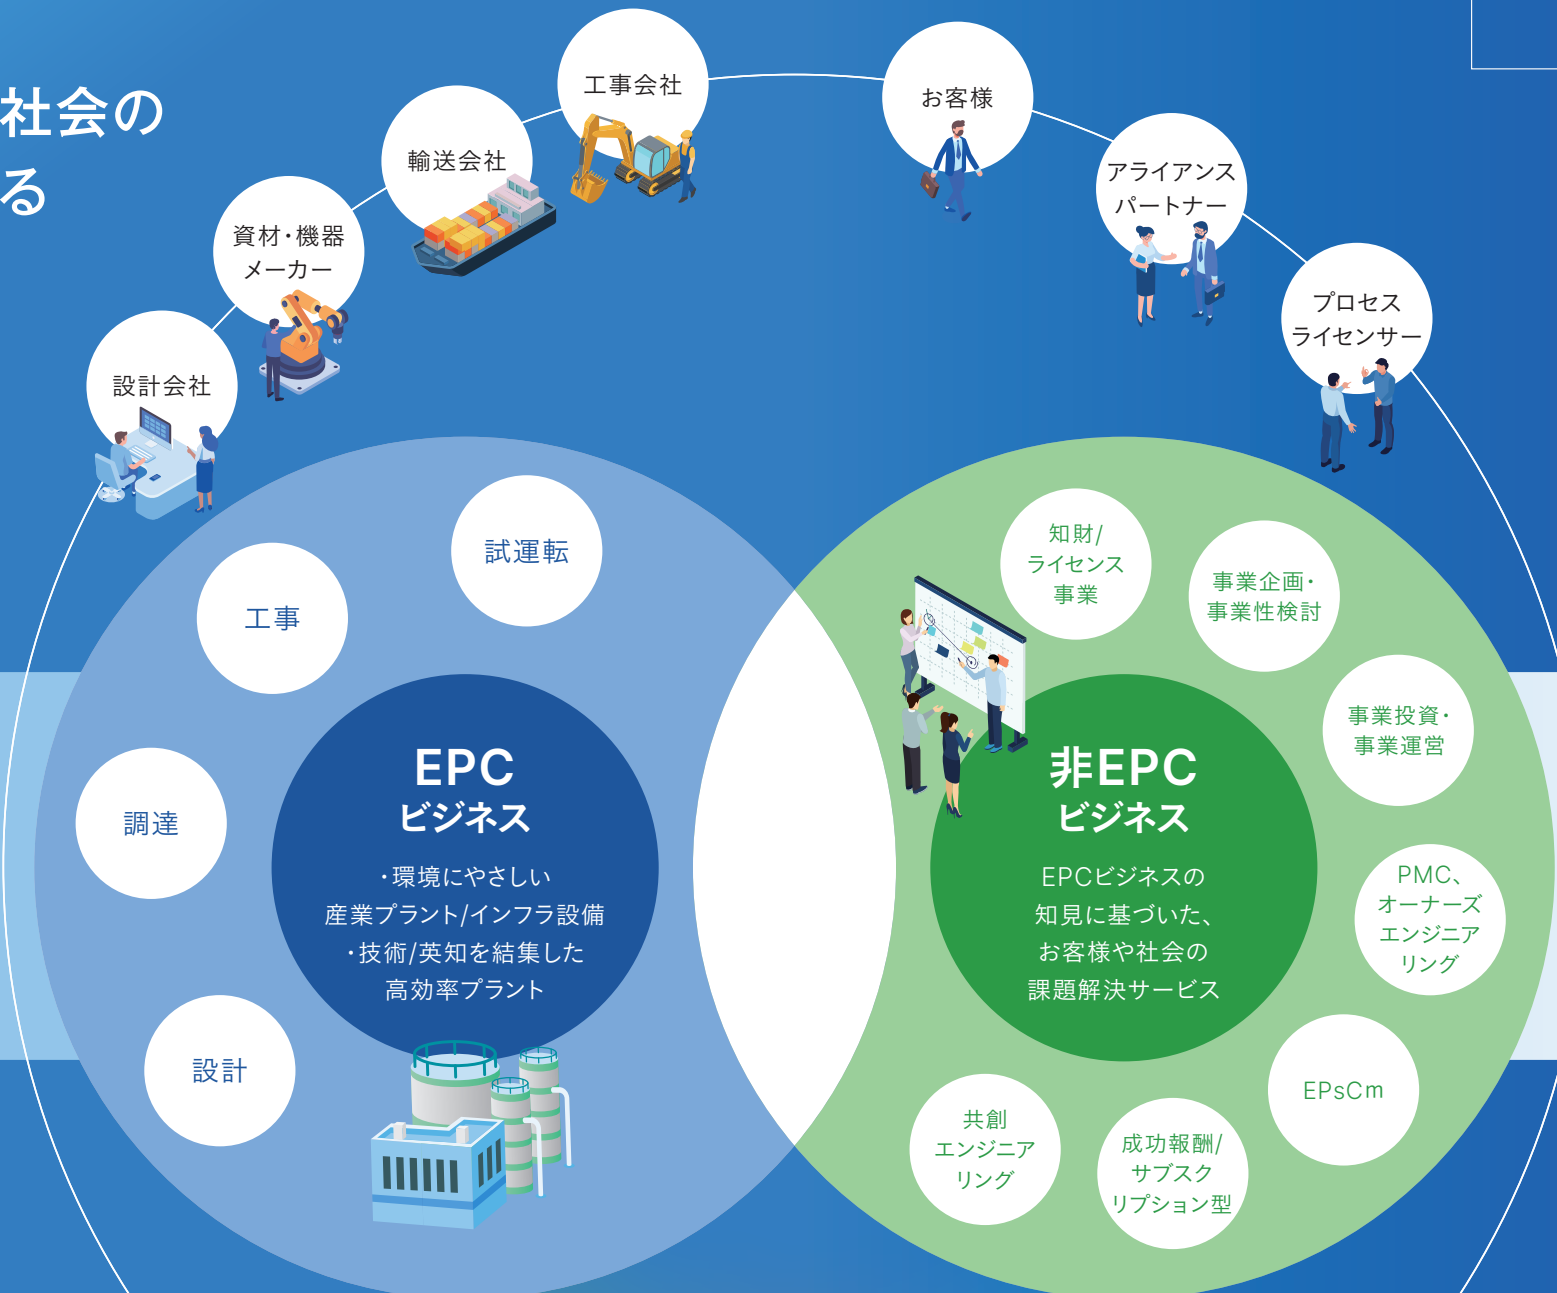 社会の
る
工事会社
お客様
輸送会社
アライアンス
パートナー
資材・機器
メーカー
プロセス
ライセンサー
設計会社
試運転
工事
調達
設計
EPC
ビジネス
・環境にやさしい
産業プラント/インフラ設備
・技術/英知を結集した
高効率プラント
知財/
ライセンス
事業
事業企画・
事業性検討
事業投資・
事業運営
非EPC
ビジネス
EPCビジネスの
知見に基づいた、
お客様や社会の
課題解決サービス
PMC、
オーナーズ
エンジニア
リング
EPsCm
成功報酬/
サブスク
リプション型
共創
エンジニア
リング